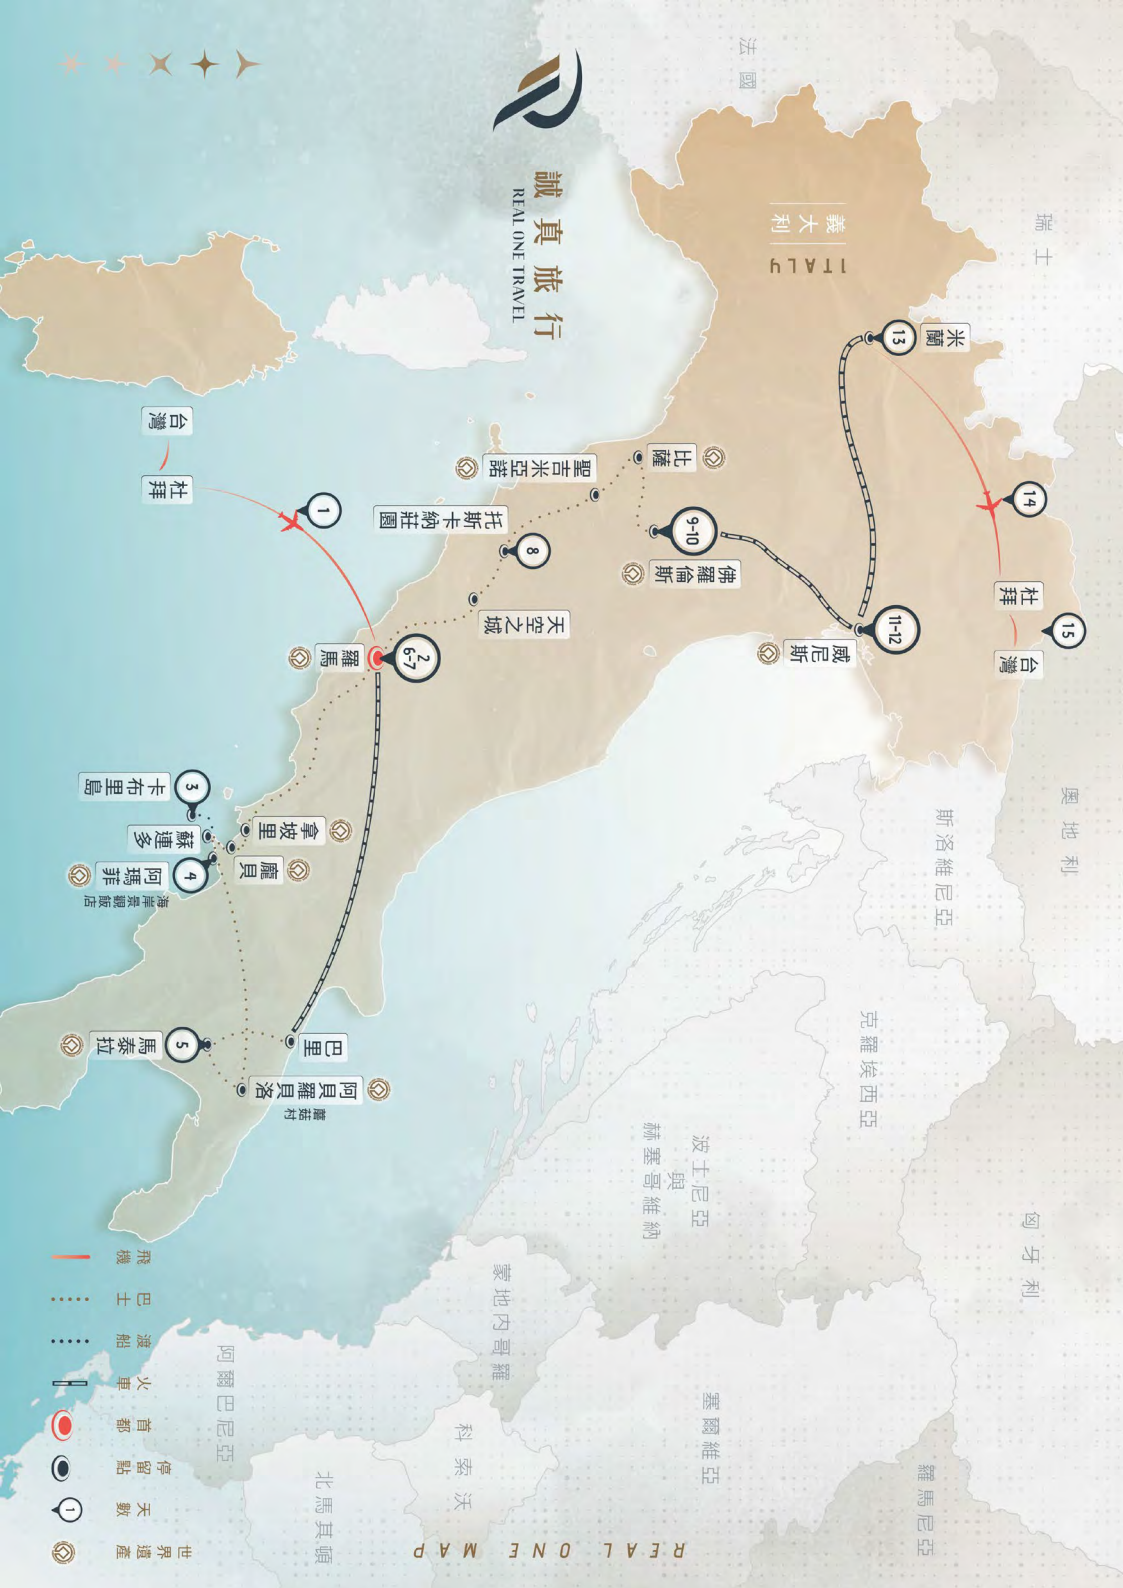 誠真旅行
REAL ONE TRAVEL
法國
瑞士
義大利
ITALY
奧地利
斯洛維尼亞
克羅埃西亞
匈牙利
波士尼亞
與
赫塞哥維納
蒙地內哥羅
塞爾維亞
羅馬尼亞
科索沃
阿爾巴尼亞
北馬其頓
米蘭
13
14
杜拜
15
台灣
11-12
威尼斯
9-10
佛羅倫斯
比薩
聖吉米亞諾
托斯卡納莊園
8
天空之城
台灣
杜拜
1
2
6-7
羅馬
3
卡布里島
蘇連多
4
阿瑪菲
海岸景觀飯店
拿坡里
龐貝
5
馬泰拉
巴里
阿貝羅貝洛
蘑菇村
飛機
巴士
渡船
火車
首都
停留點
1
天數
世界遺產
REAL ONE MAP